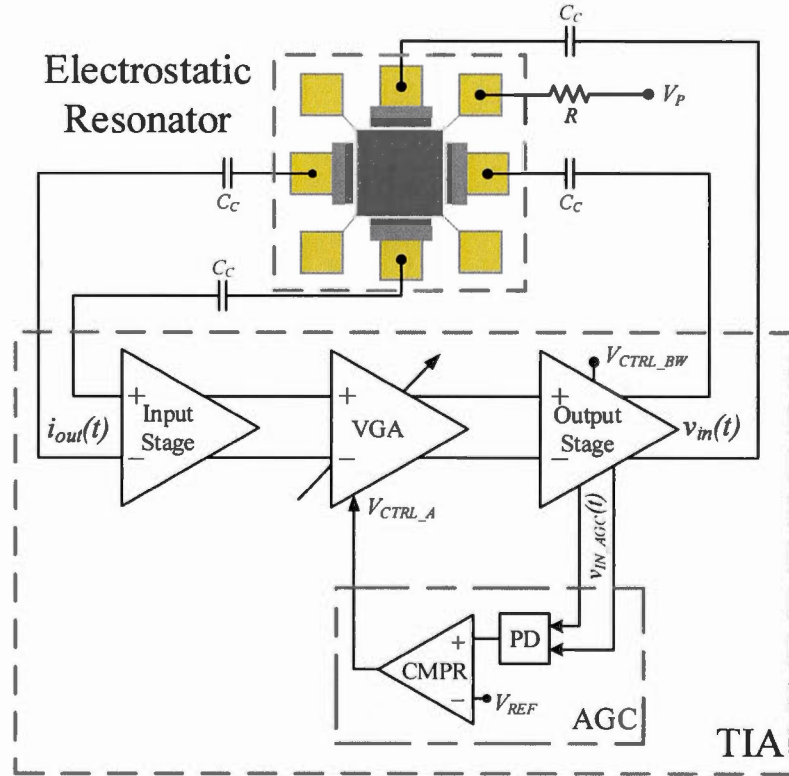 C_C
Electrostatic
Resonator
R
V_P
C_C
C_C
C_C
V_CTRL_BW
+
Input
Stage
−
+
VGA
−
+
Output
Stage
−
i_out(t)
v_in(t)
V_CTRL_A
v_IN_AGC(t)
PD
+
CMPR
−
V_REF
AGC
TIA